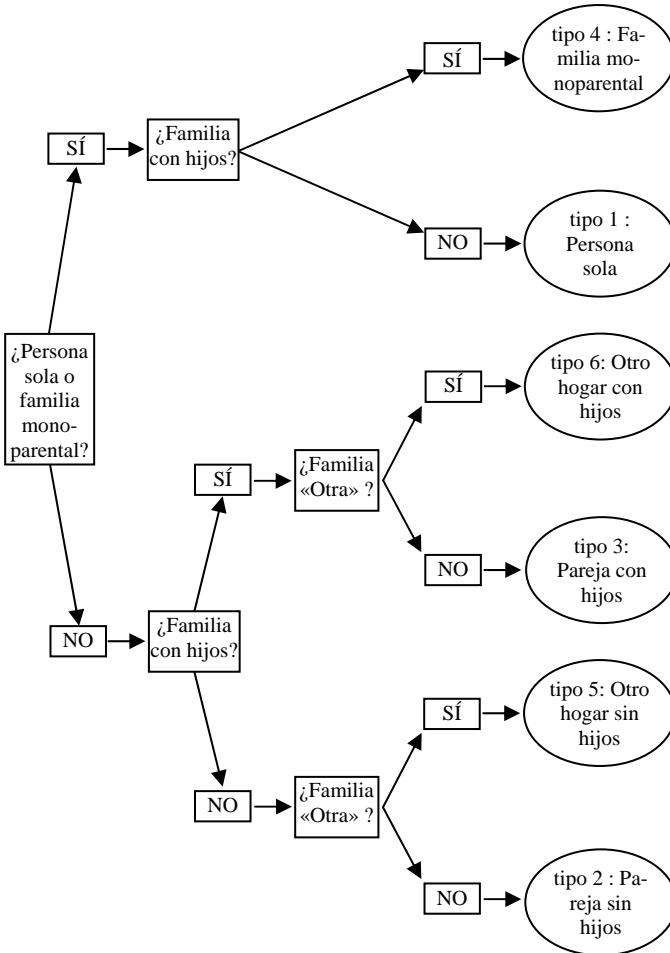 tipo 4 : Fa-
milia mo-
noparental
SÍ
¿Familia
con hijos?
SÍ
NO
tipo 1 :
Persona
sola
¿Persona
sola o
familia
mono-
parental?
tipo 6: Otro
hogar con
hijos
SÍ
¿Familia
«Otra» ?
SÍ
NO
tipo 3:
Pareja con
hijos
NO
¿Familia
con hijos?
tipo 5: Otro
hogar sin
hijos
SÍ
NO
¿Familia
«Otra» ?
NO
tipo 2 : Pa-
reja sin
hijos